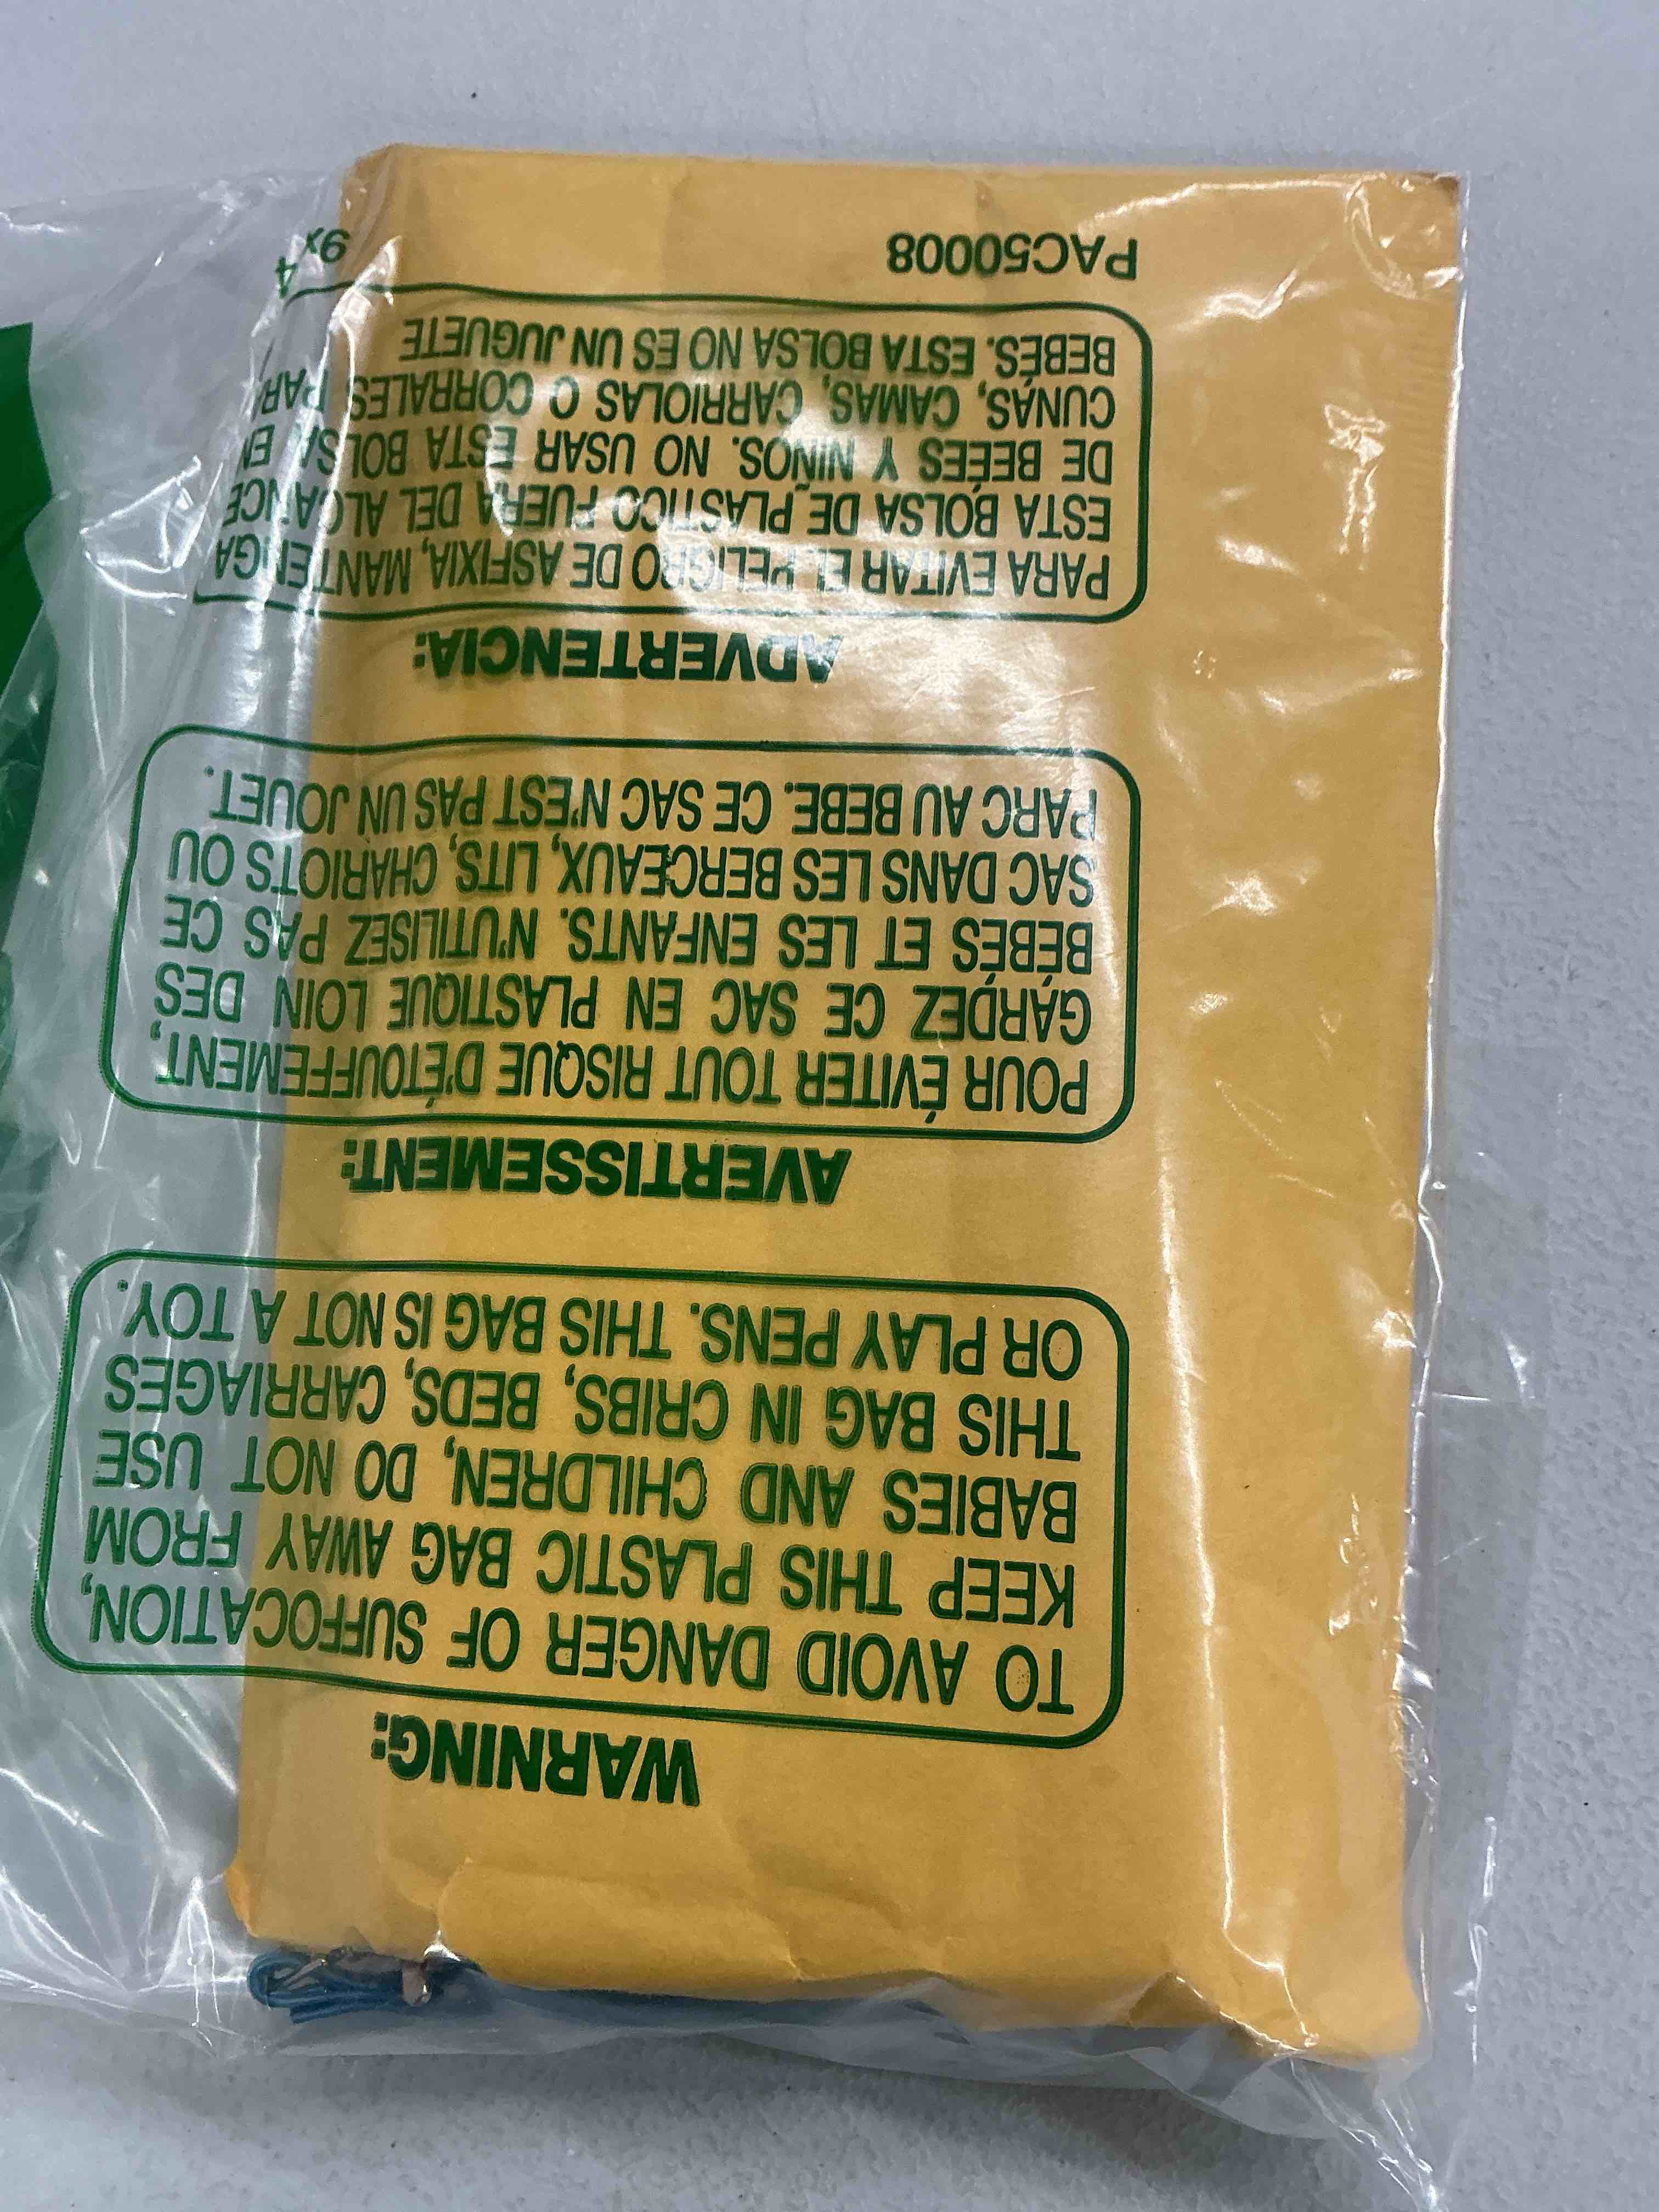 WARNING:
TO AVOID DANGER OF SUFFOCATION,
KEEP THIS PLASTIC BAG AWAY FROM
BABIES AND CHILDREN, DO NOT USE
THIS BAG IN CRIBS, BEDS, CARRIAGES
OR PLAY PENS. THIS BAG IS NOT A TOY.
AVERTISSEMENT:
POUR ÉVITER TOUT RISQUE D'ÉTOUFFEMENT,
GARDEZ CE SAC EN PLASTIQUE LOIN DES
BÉBÉS ET LES ENFANTS. N'UTILISEZ PAS CE
SAC DANS LES BERCEAUX, LITS, CHARIOTS OU
PARC AU BEBE. CE SAC N'EST PAS UN JOUET.
ADVERTENCIA:
PARA EVITAR EL PELIGRO DE ASFIXIA, MANTENGA
ESTA BOLSA DE PLASTICO FUERA DEL ALCANCE
DE BEBÉS Y NIÑOS. NO USAR ESTA BOLSA EN
CUNAS, CAMAS, CARRIOLAS O CORRALES PARA
BEBÉS. ESTA BOLSA NO ES UN JUGUETE
PAC50008 9x4